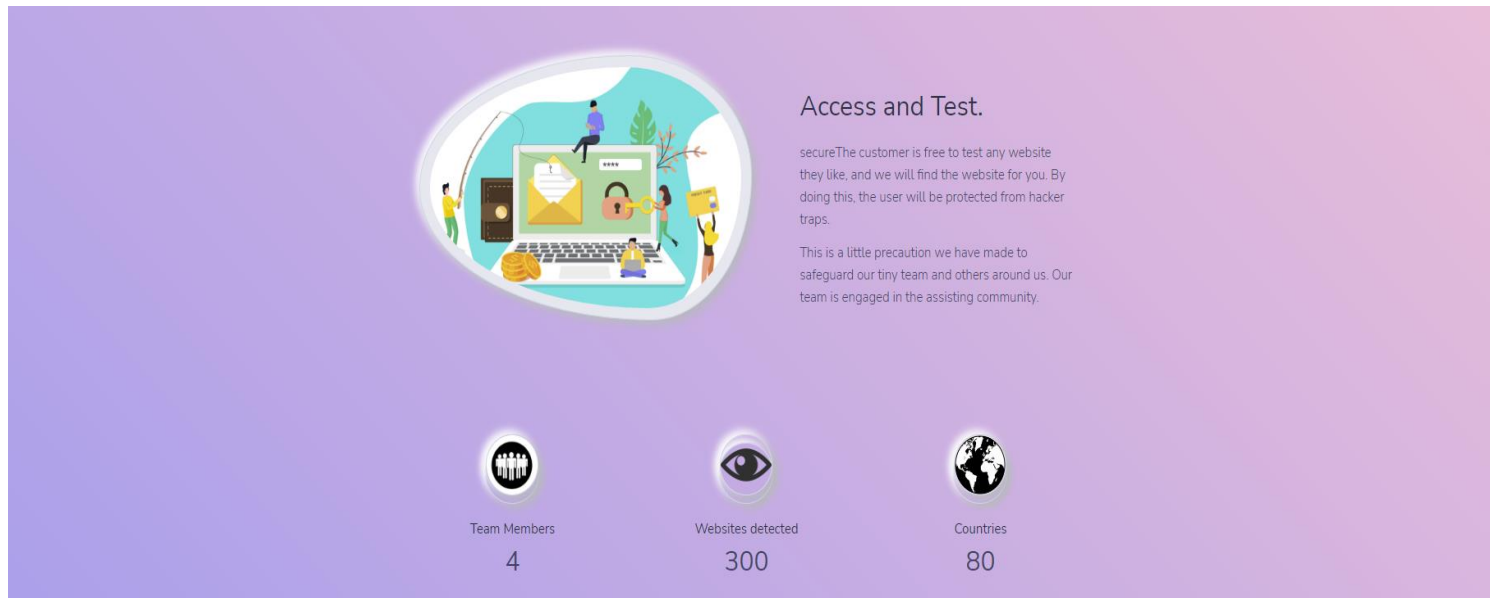 Access and Test.
secureThe customer is free to test any website
they like, and we will find the website for you. By
doing this, the user will be protected from hacker
traps.
This is a little precaution we have made to
safeguard our tiny team and others around us. Our
team is engaged in the assisting community.
****
Team Members
Websites detected
Countries
4
300
80